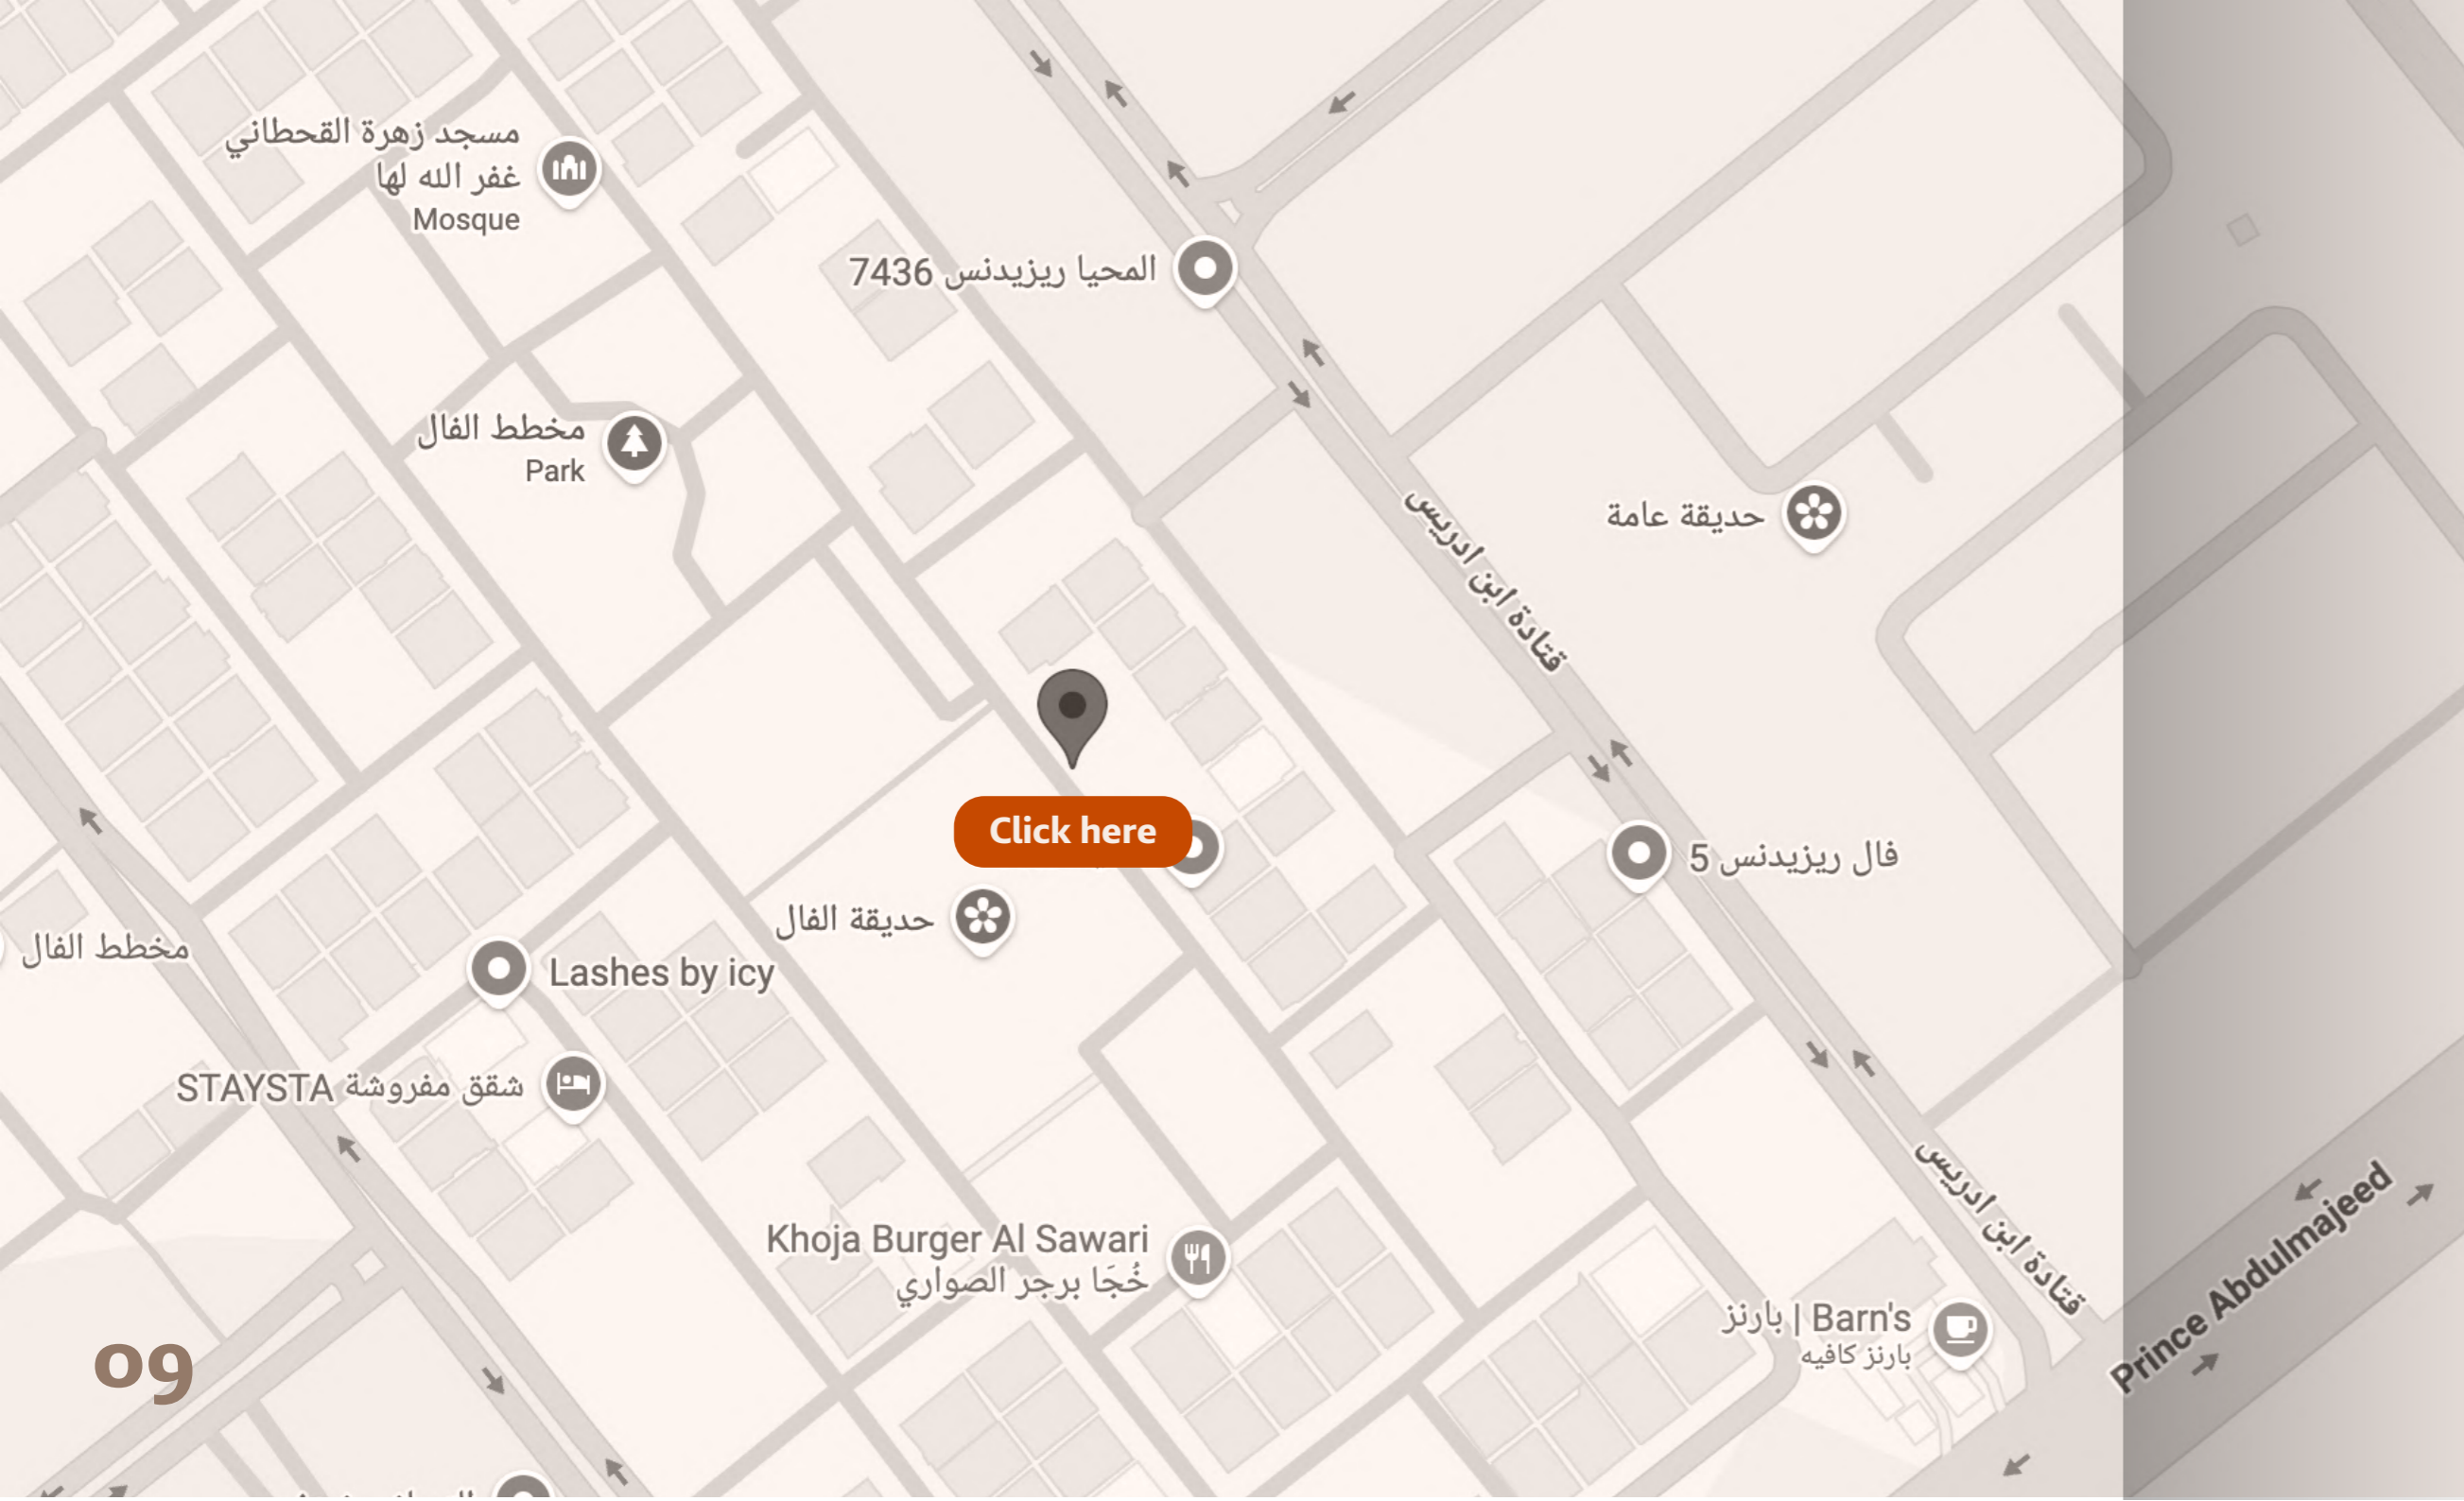 مسجد زهرة القحطاني
غفر الله لها
Mosque
المحيا ريزيدنس 7436
مخطط الفال
Park
حديقة عامة
قتادة ابن ادريس
Click here
فال ريزيدنس 5
حديقة الفال
مخطط الفال
Lashes by icy
شقق مفروشة STAYSTA
قتادة ابن ادريس
Prince Abdulmajeed
Khoja Burger Al Sawari
خُجَا برجر الصواري
Barn's | بارنز
بارنز كافيه
09